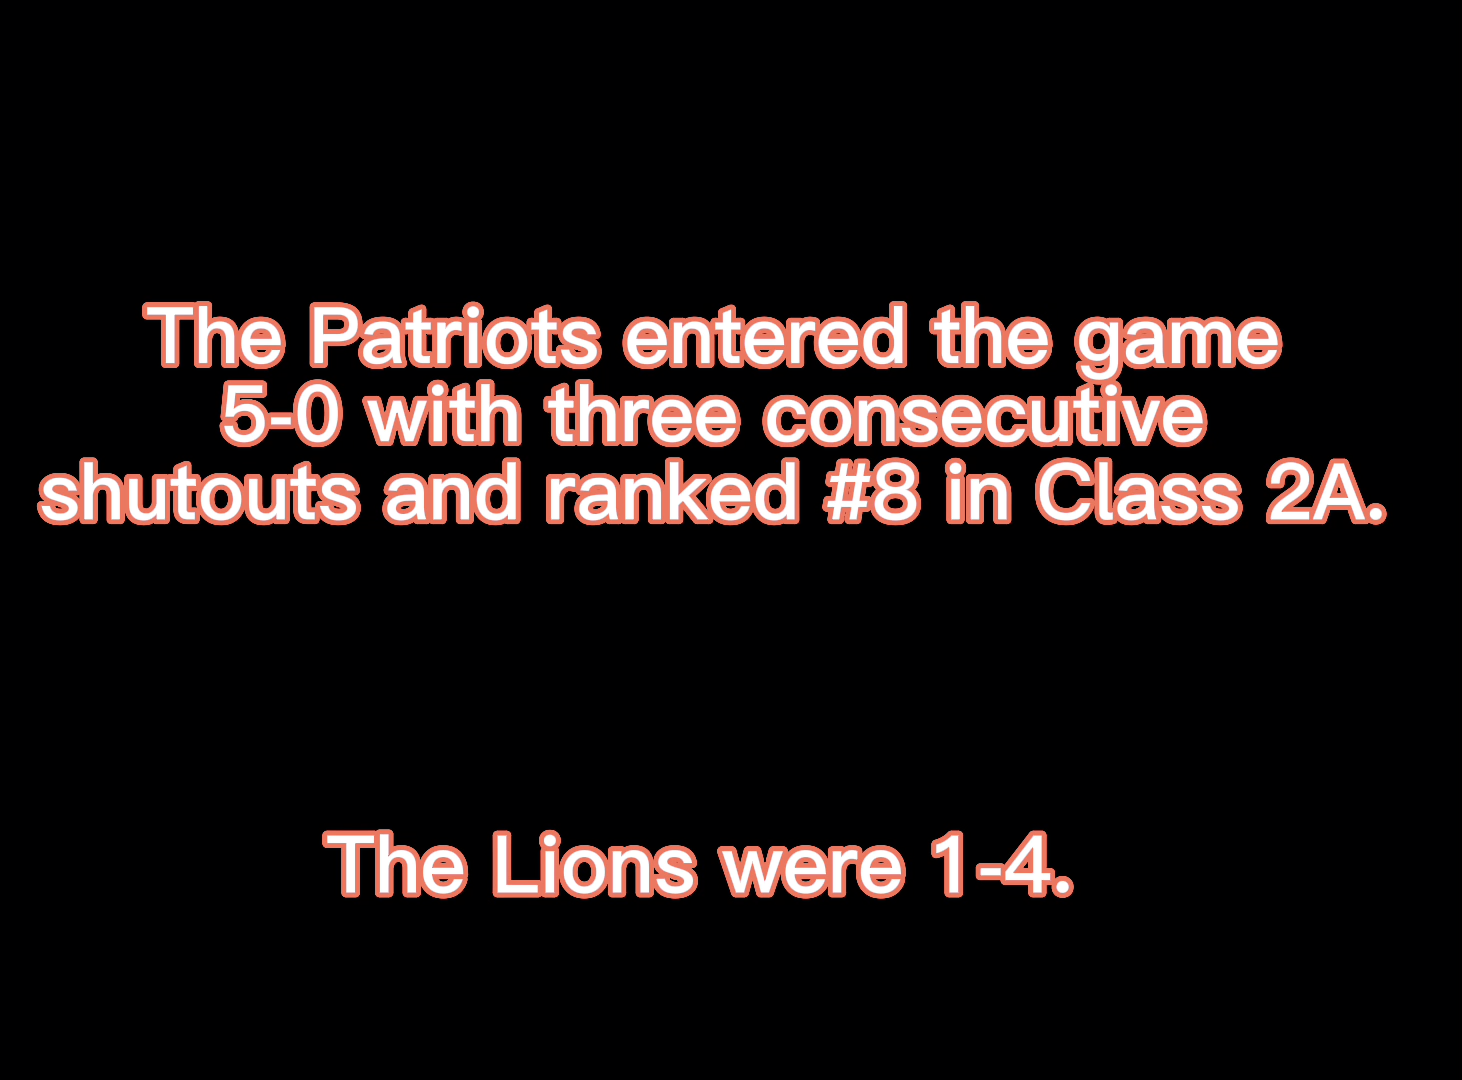 The Patriots entered the game
5-0 with three consecutive
shutouts and ranked #8 in Class 2A.
The Lions were 1-4.